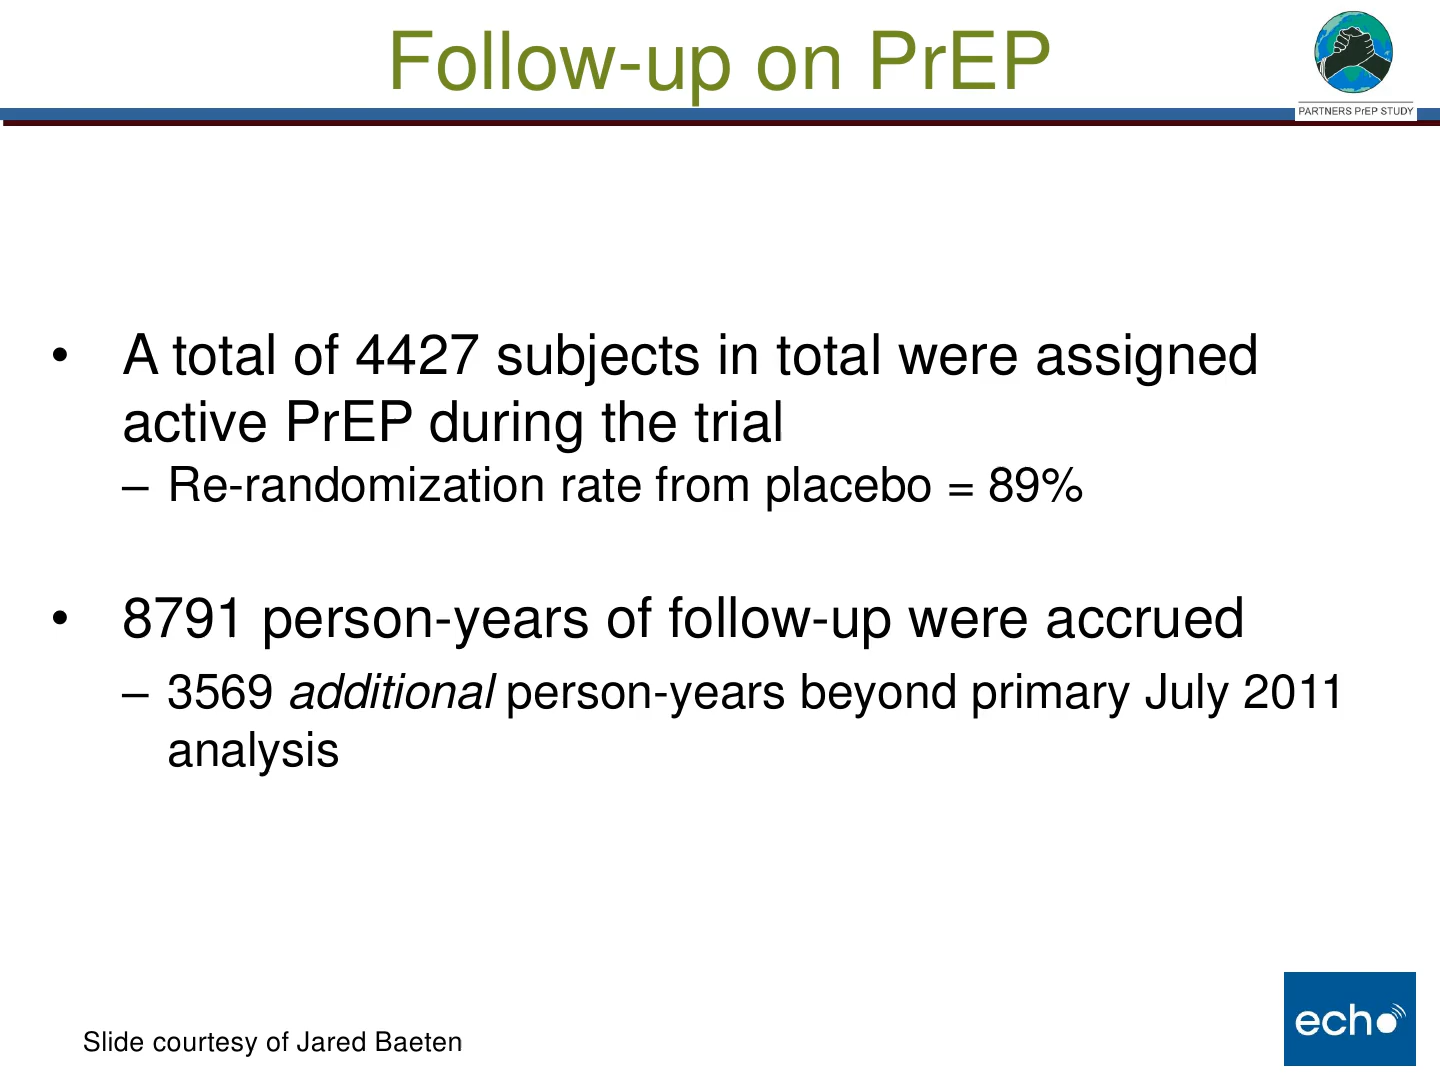 Follow-up on PrEP
PARTNERS PrEP STUDY
• A total of 4427 subjects in total were assigned
active PrEP during the trial
– Re-randomization rate from placebo = 89%
• 8791 person-years of follow-up were accrued
– 3569 additional person-years beyond primary July 2011
analysis
Slide courtesy of Jared Baeten
echo